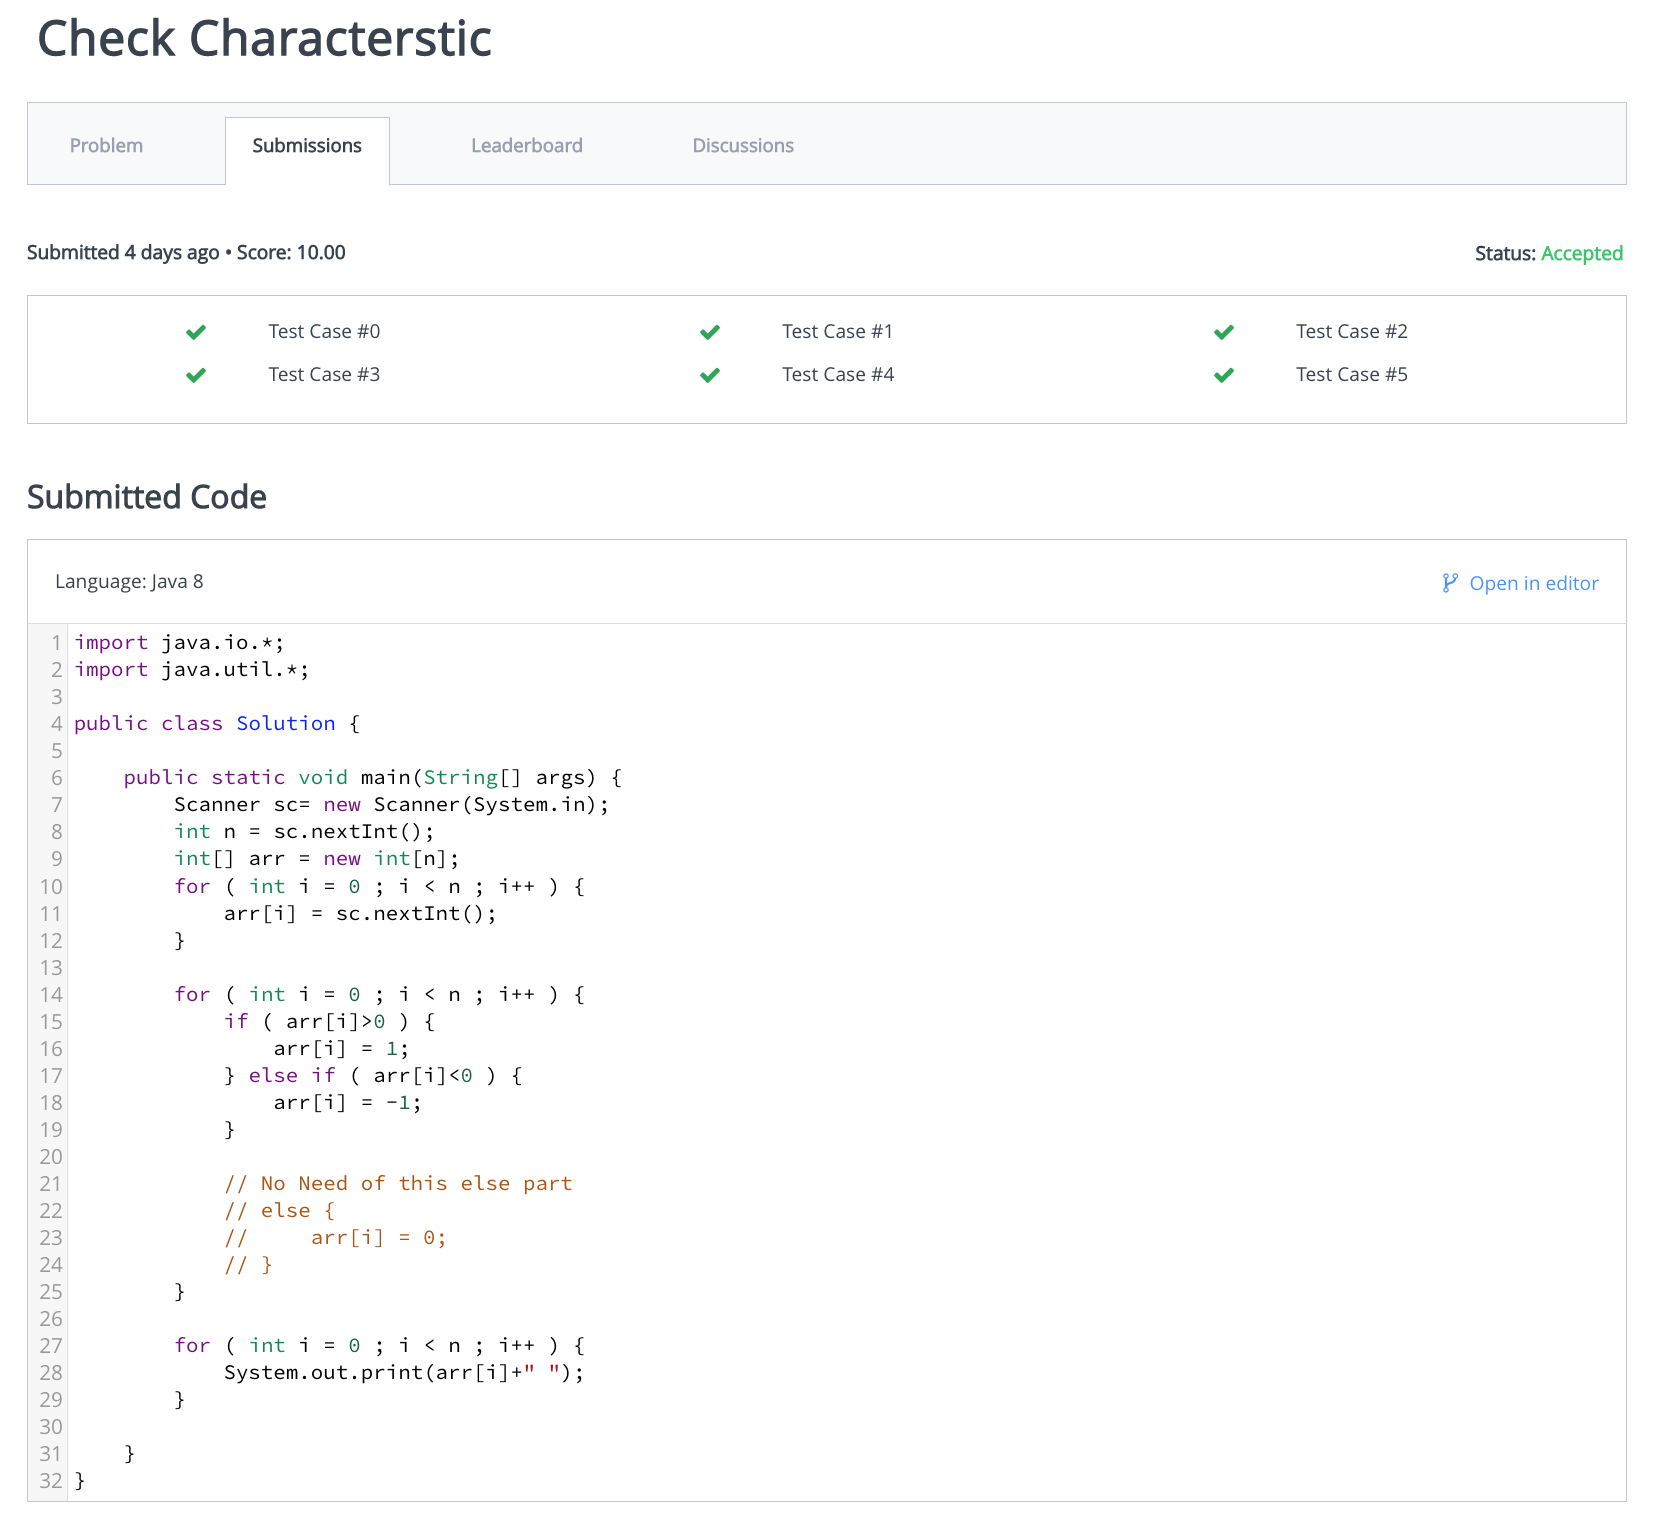 Check Characterstic
Problem Submissions Leaderboard Discussions
Submitted 4 days ago • Score: 10.00 Status: Accepted
Test Case #0 Test Case #1 Test Case #2
Test Case #3 Test Case #4 Test Case #5
Submitted Code
Language: Java 8 Open in editor
1 import java.io.*;
2 import java.util.*;
3
4 public class Solution {
5
6     public static void main(String[] args) {
7         Scanner sc= new Scanner(System.in);
8         int n = sc.nextInt();
9         int[] arr = new int[n];
10         for ( int i = 0 ; i < n ; i++ ) {
11             arr[i] = sc.nextInt();
12         }
13
14         for ( int i = 0 ; i < n ; i++ ) {
15             if ( arr[i]>0 ) {
16                 arr[i] = 1;
17             } else if ( arr[i]<0 ) {
18                 arr[i] = -1;
19             }
20
21             // No Need of this else part
22             // else {
23             //     arr[i] = 0;
24             // }
25         }
26
27         for ( int i = 0 ; i < n ; i++ ) {
28             System.out.print(arr[i]+" ");
29         }
30
31     }
32 }